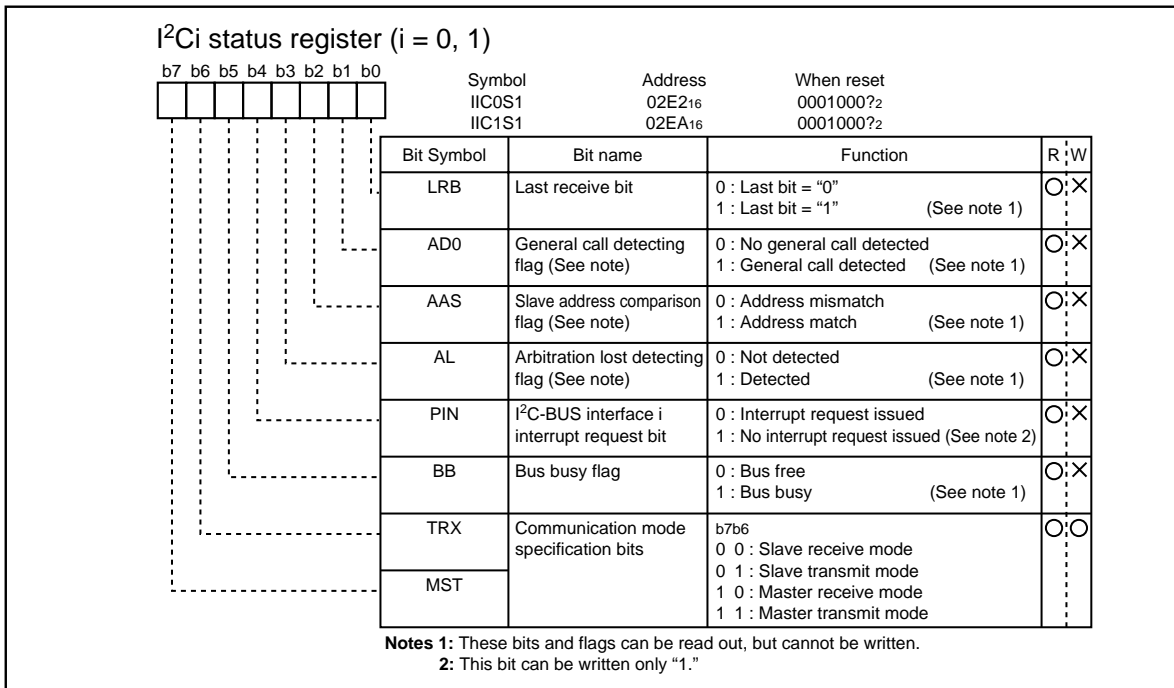 I²Ci status register (i = 0, 1)
b7 b6 b5 b4 b3 b2 b1 b0
Symbol Address When reset
IIC0S1 02E2₁₆ 0001000?₂
IIC1S1 02EA₁₆ 0001000?₂
Bit Symbol Bit name Function R W
LRB Last receive bit 0 : Last bit = “0” ○ ×
1 : Last bit = “1” (See note 1)
AD0 General call detecting 0 : No general call detected ○ ×
flag (See note) 1 : General call detected (See note 1)
AAS Slave address comparison 0 : Address mismatch ○ ×
flag (See note) 1 : Address match (See note 1)
AL Arbitration lost detecting 0 : Not detected ○ ×
flag (See note) 1 : Detected (See note 1)
PIN I²C-BUS interface i 0 : Interrupt request issued ○ ×
interrupt request bit 1 : No interrupt request issued (See note 2)
BB Bus busy flag 0 : Bus free ○ ×
1 : Bus busy (See note 1)
TRX Communication mode b7b6 ○ ○
specification bits 0 0 : Slave receive mode
0 1 : Slave transmit mode
MST 1 0 : Master receive mode
1 1 : Master transmit mode
Notes 1: These bits and flags can be read out, but cannot be written.
2: This bit can be written only “1.”